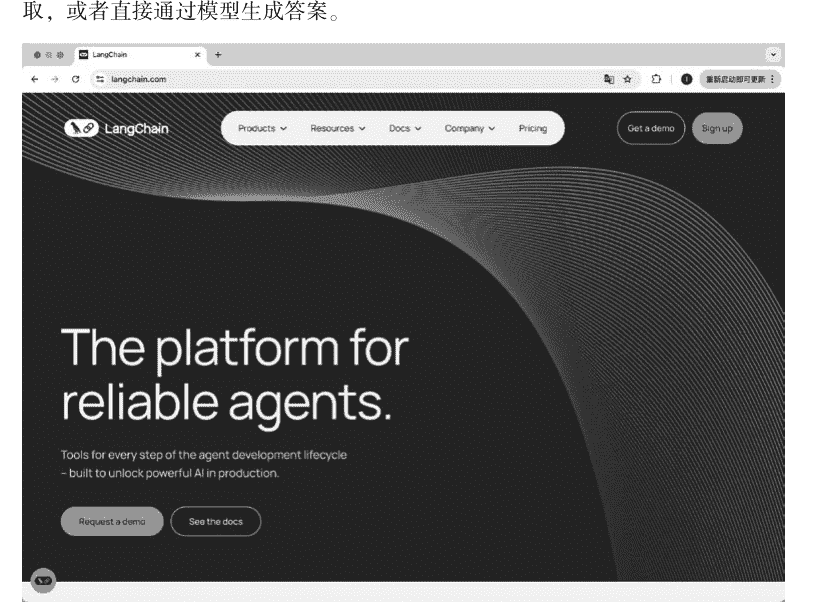 取，或者直接通过模型生成答案。
LangChain
langchain.com
重新启动即可更新
LangChain
Products
Resources
Docs
Company
Pricing
Get a demo
Sign up
The platform for
reliable agents.
Tools for every step of the agent development lifecycle
– built to unlock powerful AI in production.
Request a demo
See the docs